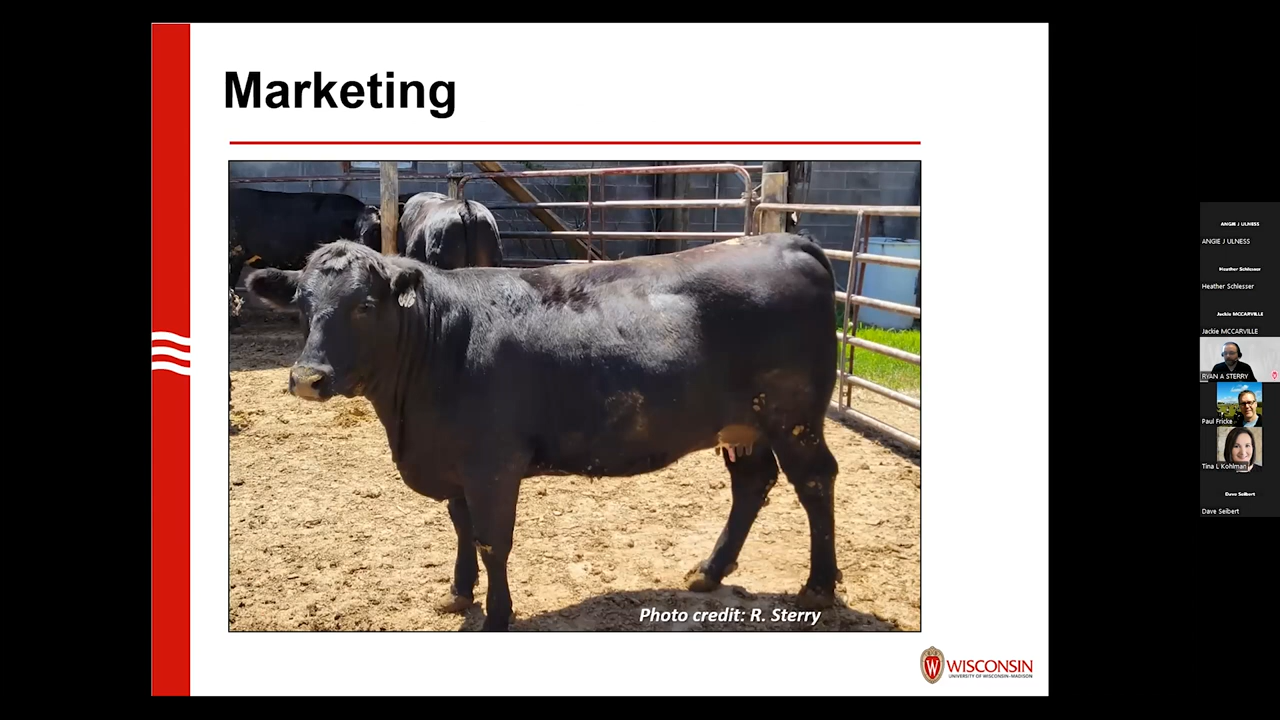 Marketing
Photo credit: R. Sterry
W
WISCONSIN
UNIVERSITY OF WISCONSIN–MADISON
ANGIE J ULNESS
ANGIE J ULNESS
Heather Schlesser
Heather Schlesser
Jackie MCCARVILLE
Jackie MCCARVILLE
RYAN A STERRY
Paul Fricke
Tina L Kohlman
Dave Seibert
Dave Seibert